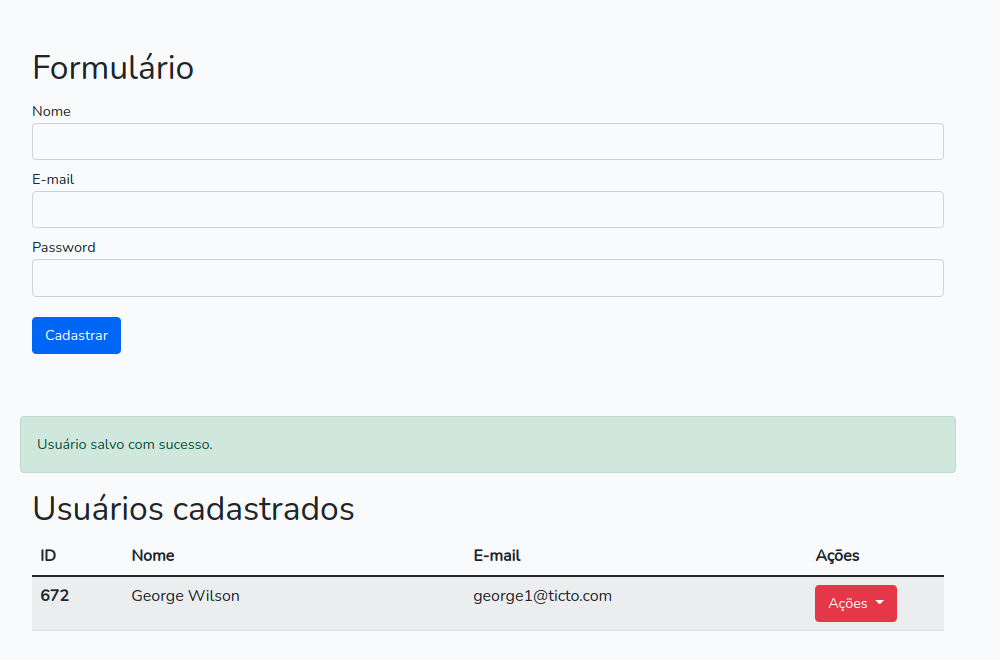 Formulário
Nome
E-mail
Password
Cadastrar
Usuário salvo com sucesso.
Usuários cadastrados
ID Nome E-mail Ações
672 George Wilson george1@ticto.com Ações